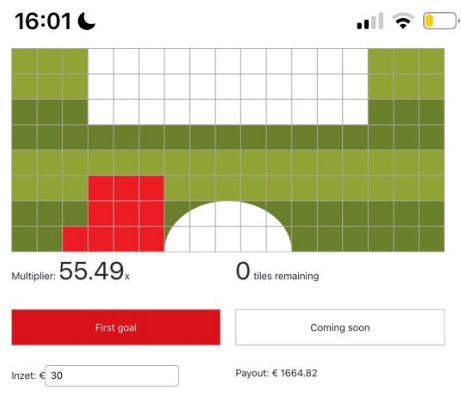 16:01
Multiplier: 55.49x
0 tiles remaining
First goal
Coming soon
Inzet: € 30
Payout: € 1664.82